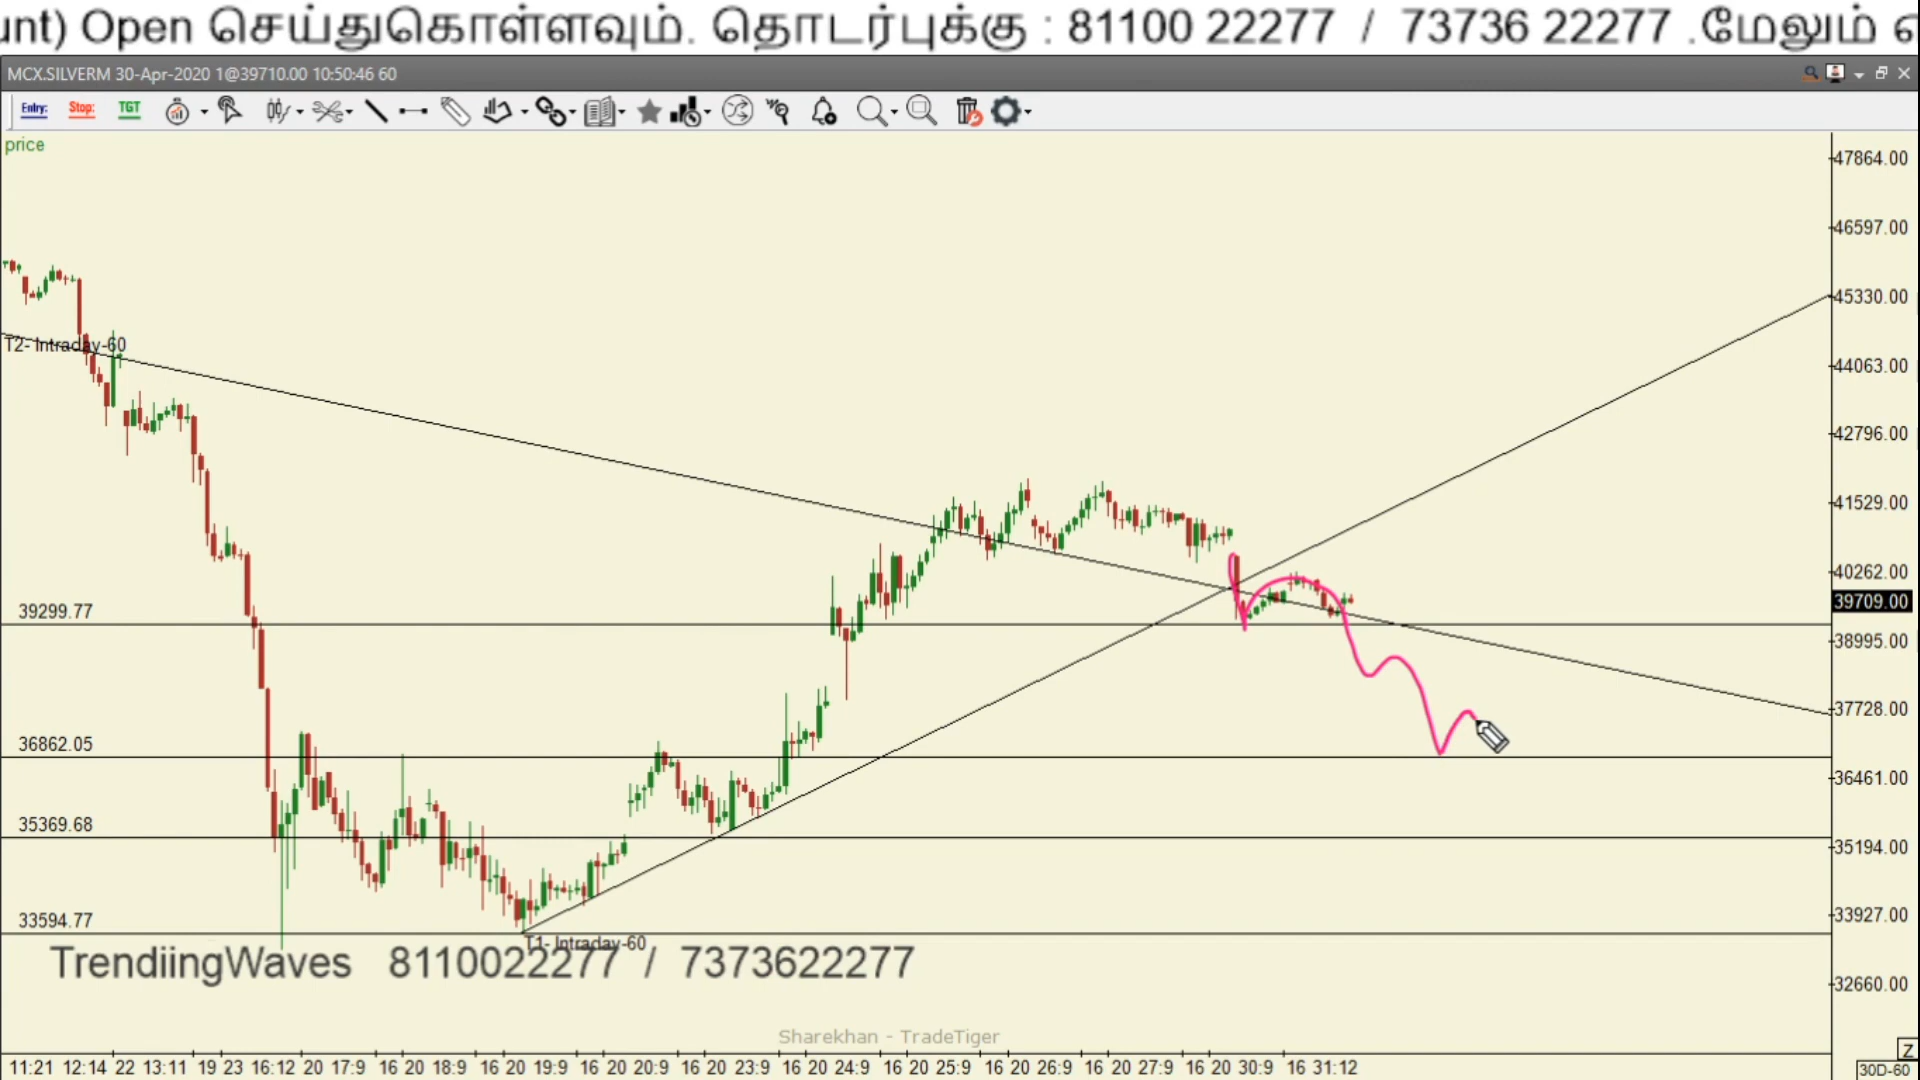 unt) Open செய்துகொள்ளவும். தொடர்புக்கு : 81100 22277 / 73736 22277 .மேலும்
MCX.SILVERM 30-Apr-2020 1@39710.00 10:50:46 60
Entry: Stop: TGT
price
47864.00
46597.00
45330.00
T2- Intraday-60
44063.00
42796.00
41529.00
40262.00
39709.00
39299.77
38995.00
37728.00
36862.05
36461.00
35369.68
35194.00
33594.77
33927.00
T1- Intraday-60
TrendiingWaves 8110022277 / 7373622277
32660.00
Sharekhan - TradeTiger
Z
11:21 12:14 22 13:11 19 23 16:12 20 17:9 16 20 18:9 16 20 19:9 16 20 20:9 16 20 23:9 16 20 24:9 16 20 25:9 16 20 26:9 16 20 27:9 16 20 30:9 16 31:12
30D-60